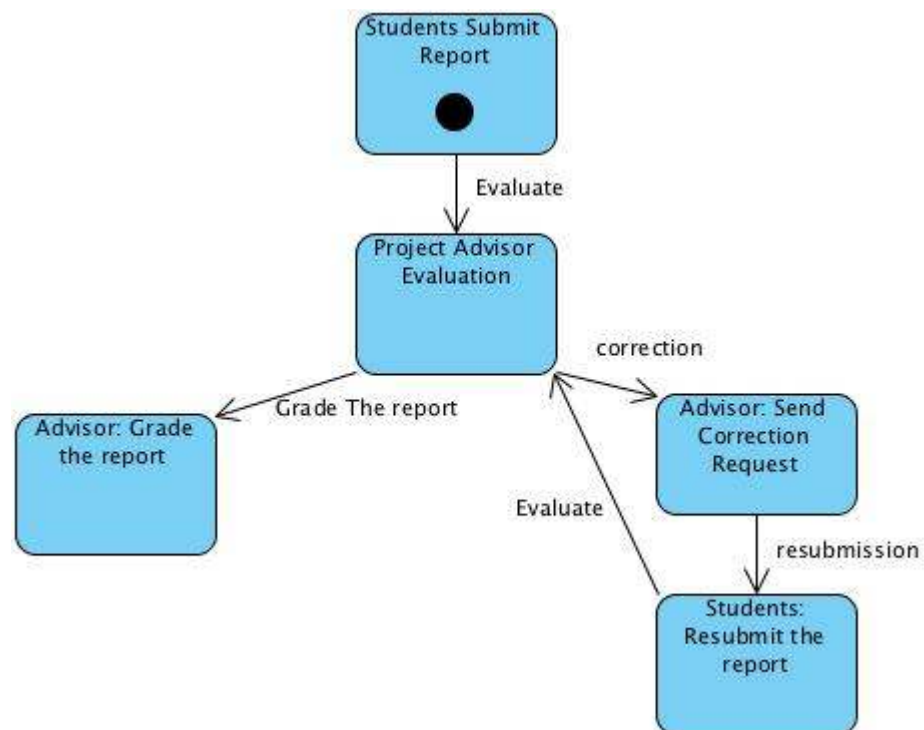 Students Submit
Report
Evaluate
Project Advisor
Evaluation
correction
Grade The report
Advisor: Grade
the report
Advisor: Send
Correction
Request
Evaluate
resubmission
Students:
Resubmit the
report